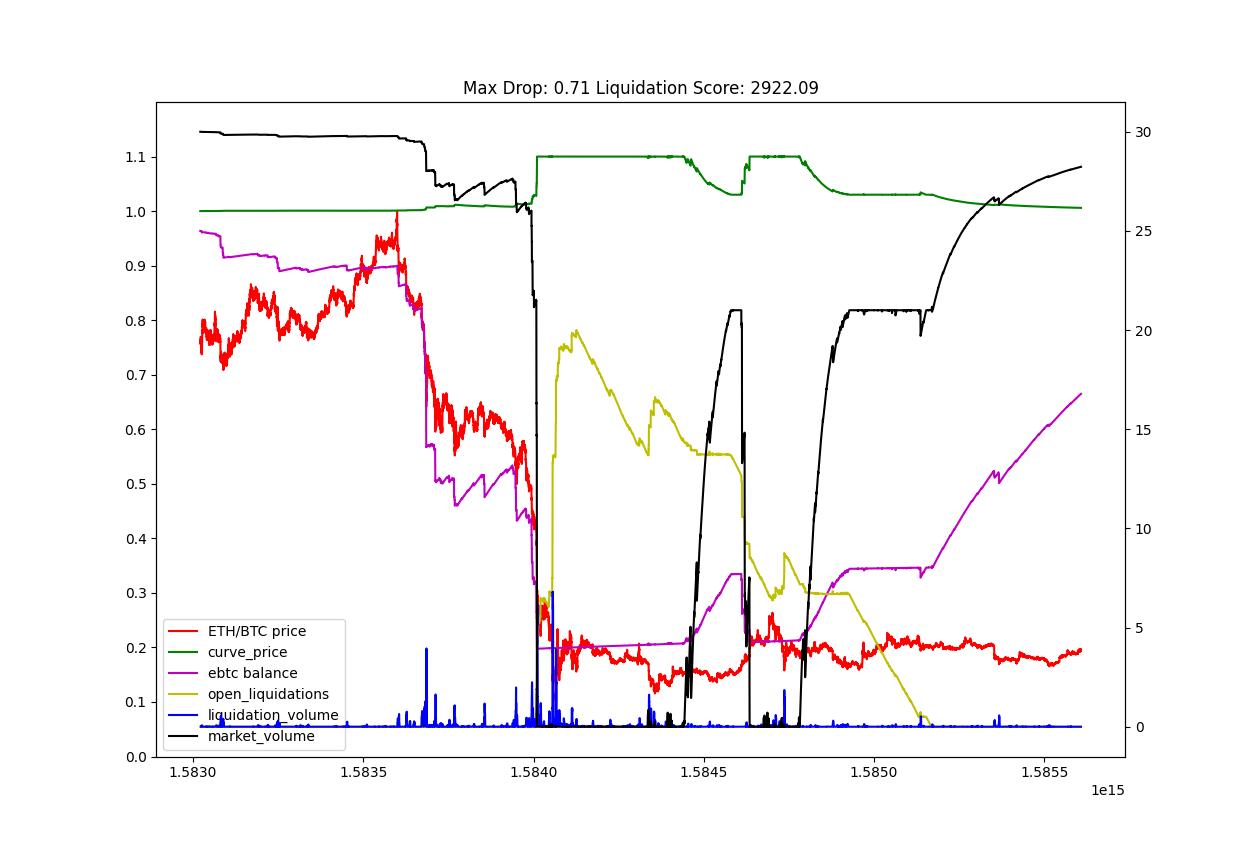 Max Drop: 0.71 Liquidation Score: 2922.09
1.1
1.0
0.9
0.8
0.7
0.6
0.5
0.4
0.3
0.2
0.1
0.0
30
25
20
15
10
5
0
ETH/BTC price
curve_price
ebtc balance
open_liquidations
liquidation_volume
market_volume
1.5830 1.5835 1.5840 1.5845 1.5850 1.5855
1e15